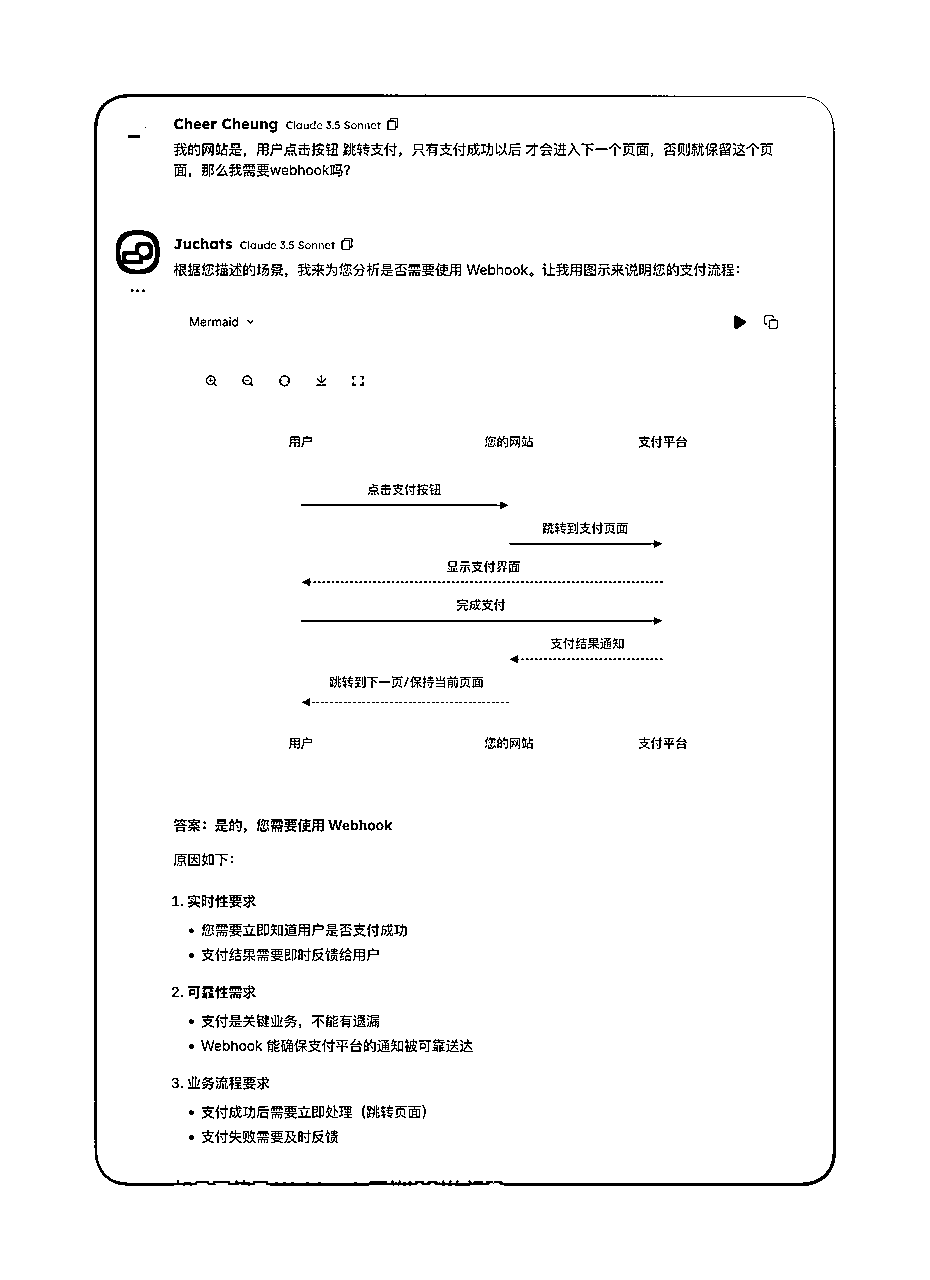 Cheer Cheung Claude 3.5 Sonnet
我的网站是，用户点击按钮 跳转支付，只有支付成功以后 才会进入下一个页面，否则就保留这个页
面，那么我需要webhook吗？
Juchats Claude 3.5 Sonnet
根据您描述的场景，我来为您分析是否需要使用 Webhook。让我用图示来说明您的支付流程：
Mermaid
用户 您的网站 支付平台
点击支付按钮
跳转到支付页面
显示支付界面
完成支付
支付结果通知
跳转到下一页/保持当前页面
用户 您的网站 支付平台
答案：是的，您需要使用 Webhook
原因如下：
1. 实时性要求
• 您需要立即知道用户是否支付成功
• 支付结果需要即时反馈给用户
2. 可靠性需求
• 支付是关键业务，不能有遗漏
• Webhook 能确保支付平台的通知被可靠送达
3. 业务流程要求
• 支付成功后需要立即处理（跳转页面）
• 支付失败需要及时反馈